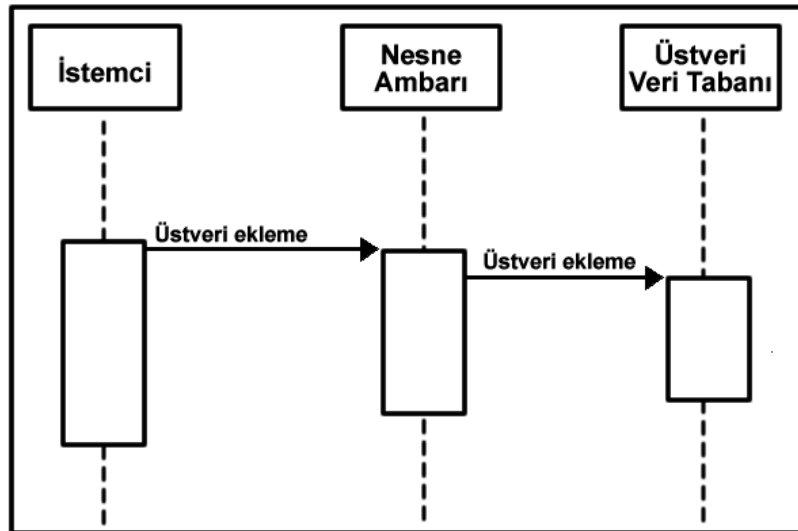 İstemci
Nesne
Ambarı
Üstveri
Veri Tabanı
Üstveri ekleme
Üstveri ekleme